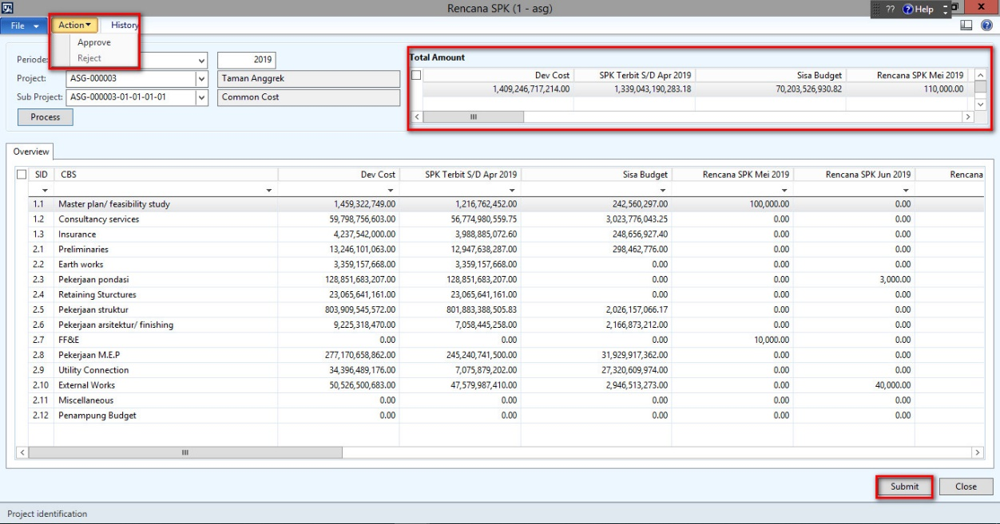 Rencana SPK (1 - asg)
?? Help
File Action History
Approve
Reject
Periode: 2019
Project: ASG-000003 Taman Anggrek
Sub Project: ASG-000003-01-01-01-01 Common Cost
Process
Total Amount
Dev Cost SPK Terbit S/D Apr 2019 Sisa Budget Rencana SPK Mei 2019
1,409,246,717,214.00 1,339,043,190,283.18 70,203,526,930.82 110,000.00
Overview
SID CBS Dev Cost SPK Terbit S/D Apr 2019 Sisa Budget Rencana SPK Mei 2019 Rencana SPK Jun 2019 Rencana
1.1 Master plan/ feasibility study 1,459,322,749.00 1,216,762,452.00 242,560,297.00 100,000.00 0.00
1.2 Consultancy services 59,798,756,603.00 56,774,980,559.75 3,023,776,043.25 0.00 0.00
1.3 Insurance 4,237,542,000.00 3,988,885,072.60 248,656,927.40 0.00 0.00
2.1 Preliminaries 13,246,101,063.00 12,947,638,287.00 298,462,776.00 0.00 0.00
2.2 Earth works 3,359,157,668.00 3,359,157,668.00 0.00 0.00 0.00
2.3 Pekerjaan pondasi 128,851,683,207.00 128,851,683,207.00 0.00 0.00 3,000.00
2.4 Retaining Sturctures 23,065,641,161.00 23,065,641,161.00 0.00 0.00 0.00
2.5 Pekerjaan struktur 803,909,545,572.00 801,883,388,505.83 2,026,157,066.17 0.00 0.00
2.6 Pekerjaan arsitektur/ finishing 9,225,318,470.00 7,058,445,258.00 2,166,873,212.00 0.00 0.00
2.7 FF&E 0.00 0.00 0.00 10,000.00 0.00
2.8 Pekerjaan M.E.P 277,170,658,862.00 245,240,741,500.00 31,929,917,362.00 0.00 0.00
2.9 Utility Connection 34,396,489,176.00 7,075,879,202.00 27,320,609,974.00 0.00 0.00
2.10 External Works 50,526,500,683.00 47,579,987,410.00 2,946,513,273.00 0.00 40,000.00
2.11 Miscellaneous 0.00 0.00 0.00 0.00 0.00
2.12 Penampung Budget 0.00 0.00 0.00 0.00 0.00
Submit Close
Project identification